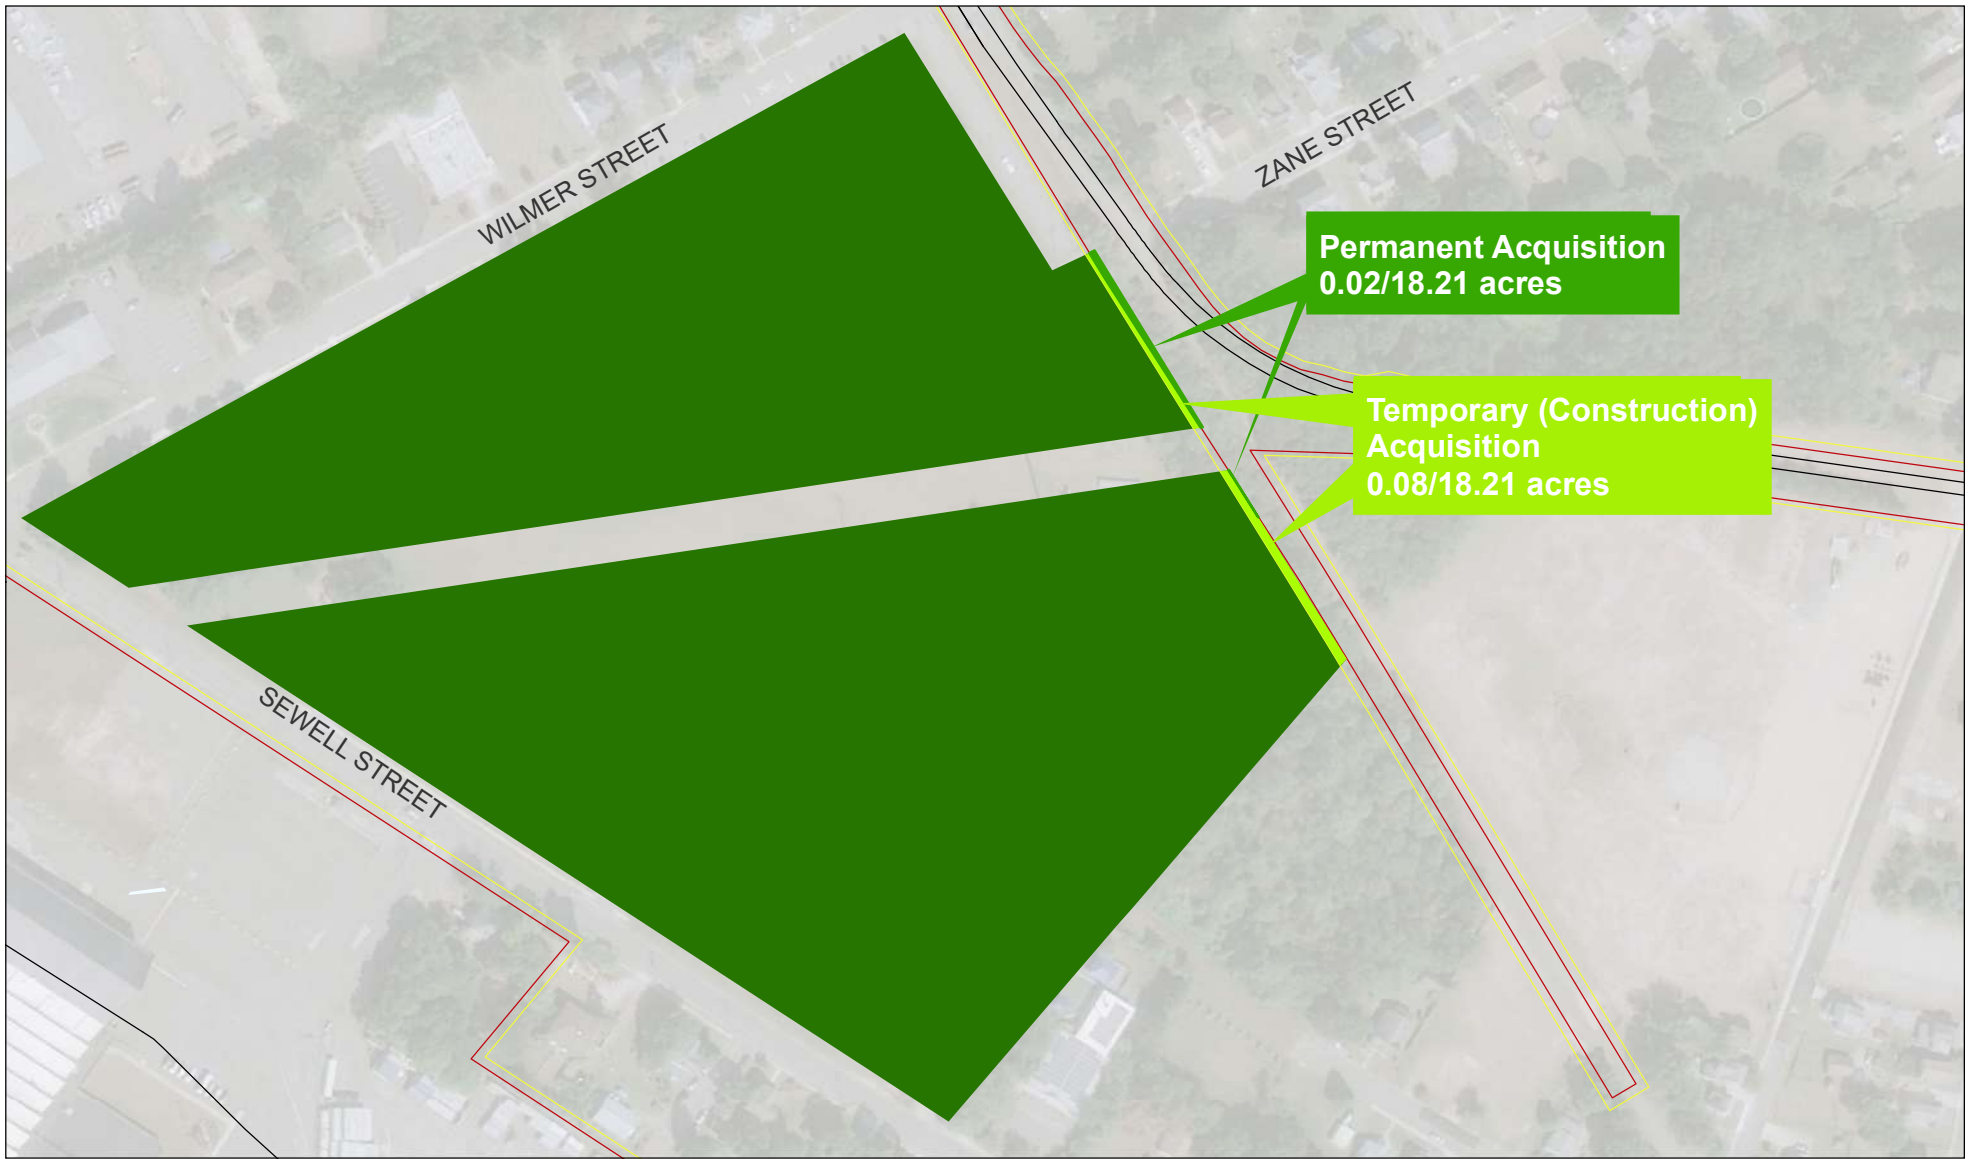 WILMER STREET
ZANE STREET
Permanent Acquisition
0.02/18.21 acres
Temporary (Construction)
Acquisition
0.08/18.21 acres
SEWELL STREET